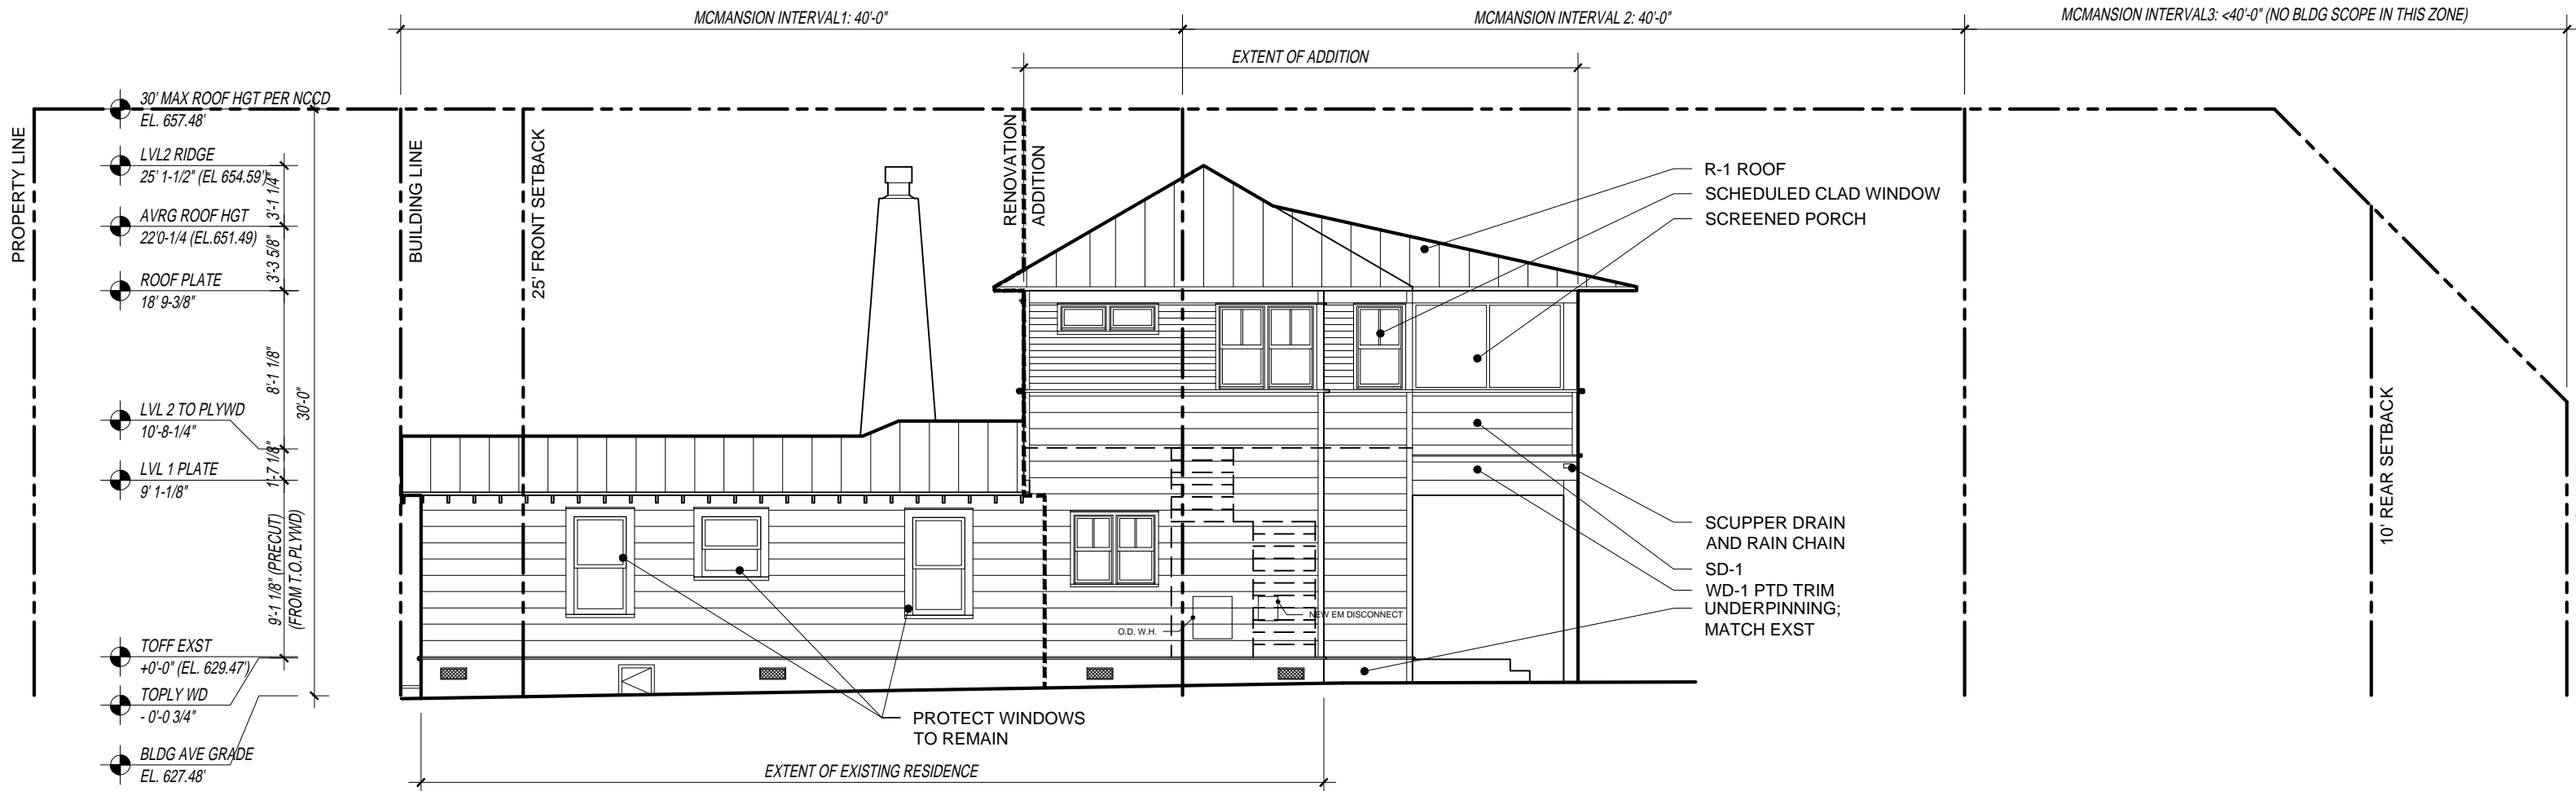 MCMANSION INTERVAL1: 40'-0"
MCMANSION INTERVAL 2: 40'-0"
MCMANSION INTERVAL3: <40'-0" (NO BLDG SCOPE IN THIS ZONE)
EXTENT OF ADDITION
30' MAX ROOF HGT PER NCCD
EL. 657.48'
LVL2 RIDGE
25' 1-1/2" (EL 654.59')
AVRG ROOF HGT
22'0-1/4 (EL.651.49)
ROOF PLATE
18' 9-3/8"
LVL 2 TO PLYWD
10'-8-1/4"
LVL 1 PLATE
9' 1-1/8"
TOFF EXST
+0'-0" (EL. 629.47')
TOPLY WD
- 0'-0 3/4"
BLDG AVE GRADE
EL. 627.48'
3'-1 1/4"
3'-3 5/8"
8'-1 1/8"
1'-7 1/8"
9'-1 1/8" (PRECUT)
(FROM T.O.PLYWD)
30'-0"
PROPERTY LINE
BUILDING LINE
25' FRONT SETBACK
RENOVATION
ADDITION
R-1 ROOF
SCHEDULED CLAD WINDOW
SCREENED PORCH
SCUPPER DRAIN
AND RAIN CHAIN
SD-1
WD-1 PTD TRIM
UNDERPINNING;
MATCH EXST
10' REAR SETBACK
O.D. W.H.
NEW EM DISCONNECT
PROTECT WINDOWS
TO REMAIN
EXTENT OF EXISTING RESIDENCE